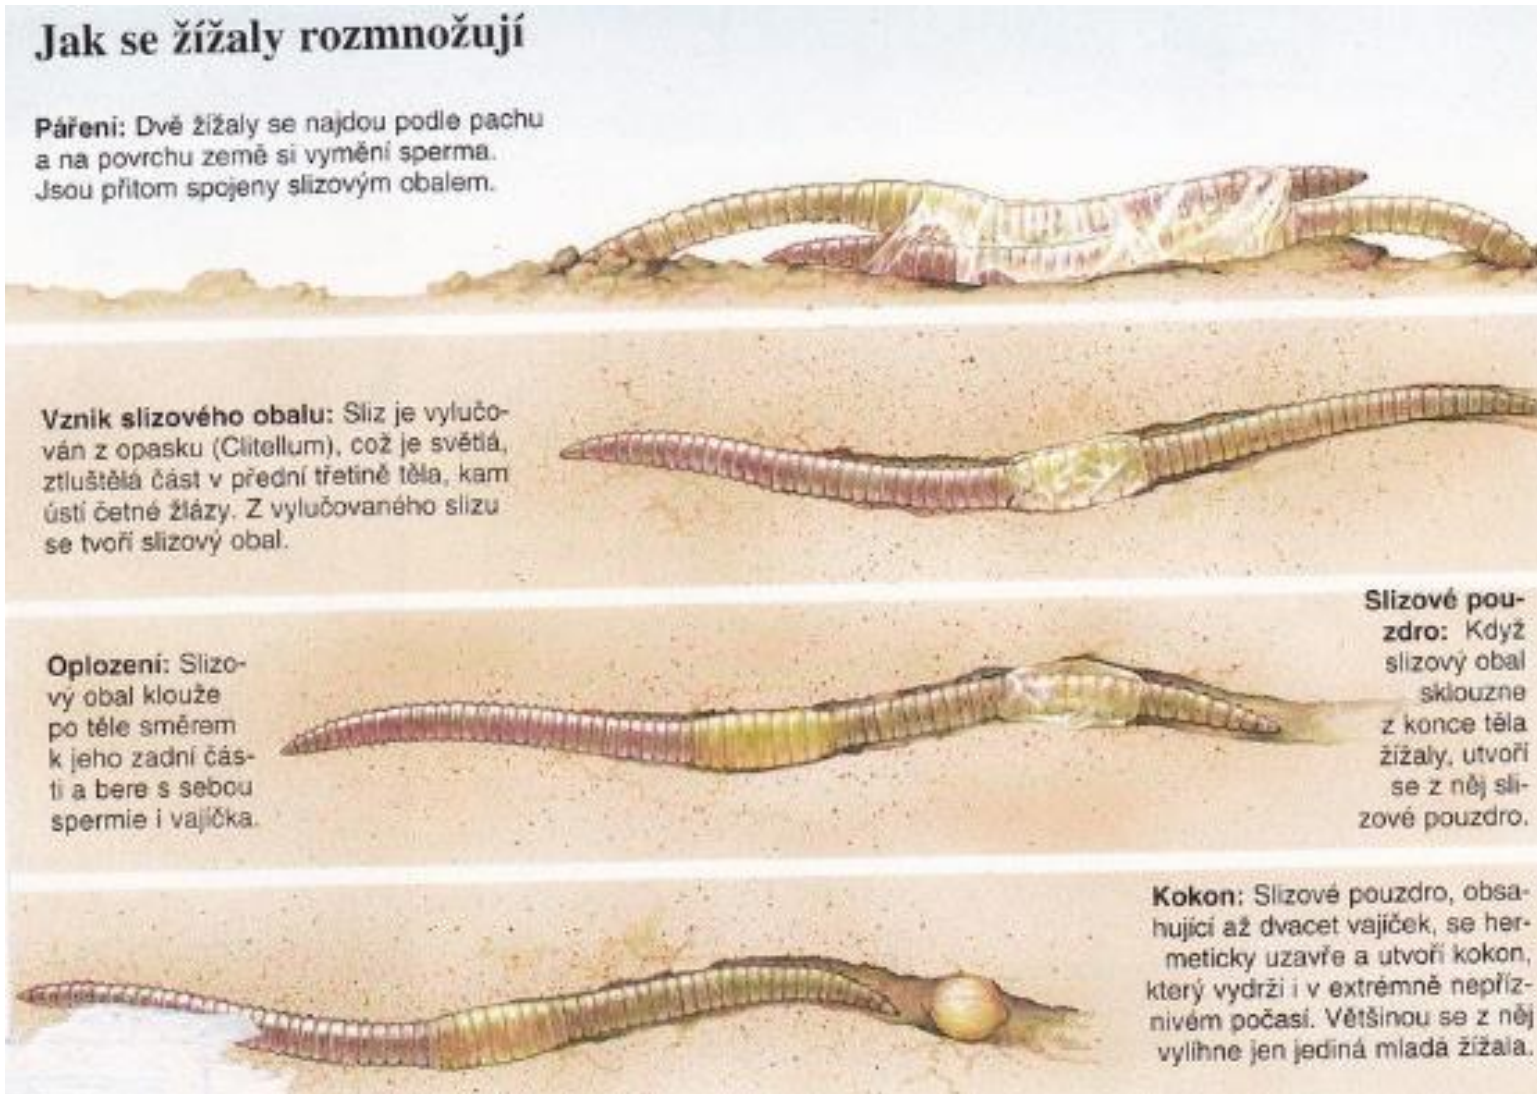 Jak se žížaly rozmnožují
Páření: Dvě žížaly se najdou podle pachu
a na povrchu země si vymění sperma.
Jsou přitom spojeny slizovým obalem.
Vznik slizového obalu: Sliz je vylučo-
ván z opasku (Clitellum), což je světlá,
ztluštělá část v přední třetině těla, kam
ústí četné žlázy. Z vylučovaného slizu
se tvoří slizový obal.
Oplození: Slizo-
vý obal klouže
po těle směrem
k jeho zadní čás-
ti a bere s sebou
spermie i vajíčka.
Slizové pou-
zdro: Když
slizový obal
sklouzne
z konce těla
žížaly, utvoří
se z něj sli-
zové pouzdro.
Kokon: Slizové pouzdro, obsa-
hující až dvacet vajíček, se her-
meticky uzavře a utvoří kokon,
který vydrží i v extrémně nepříz-
nivém počasí. Většinou se z něj
vylíhne jen jediná mladá žížala.